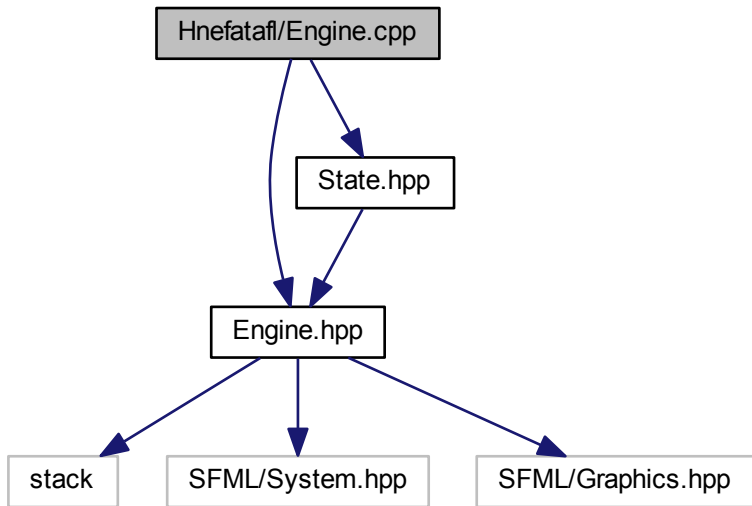 Hnefatafl/Engine.cpp
State.hpp
Engine.hpp
stack
SFML/System.hpp
SFML/Graphics.hpp